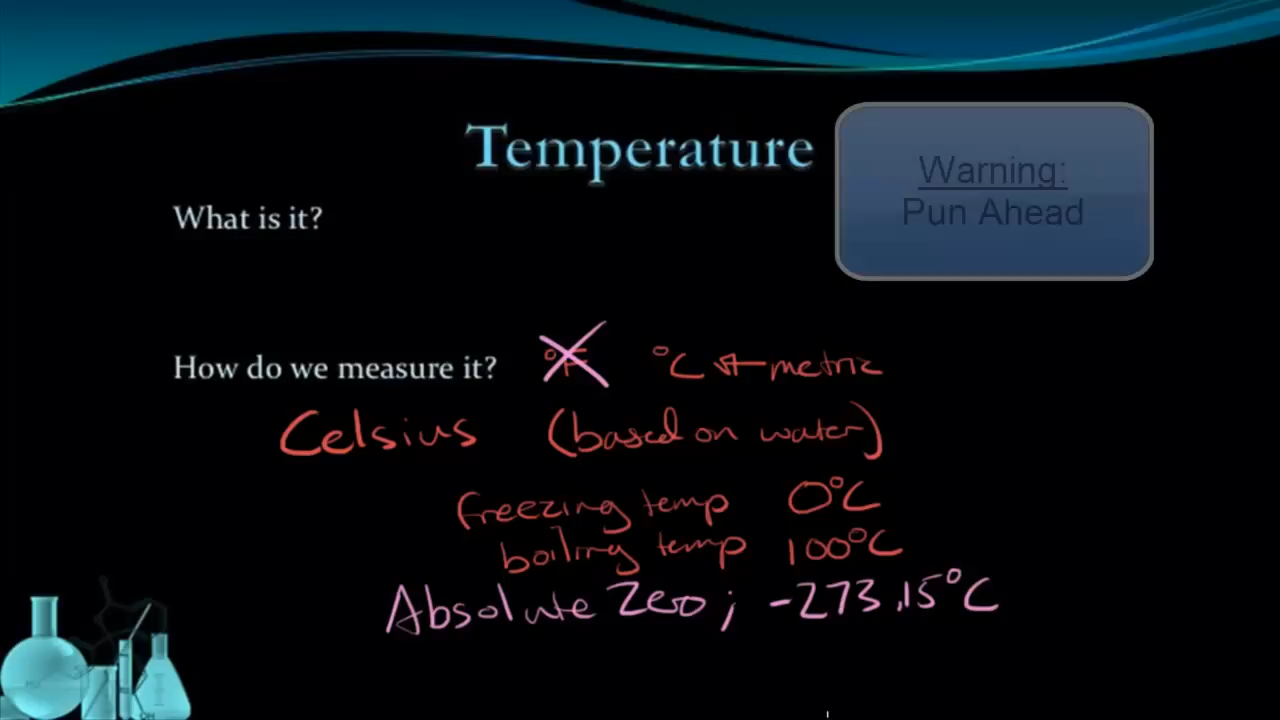 Temperature
Warning:
Pun Ahead
What is it?
How do we measure it? °F °C ← metric
Celsius (based on water)
freezing temp 0°C
boiling temp 100°C
Absolute Zero; -273.15°C
OH